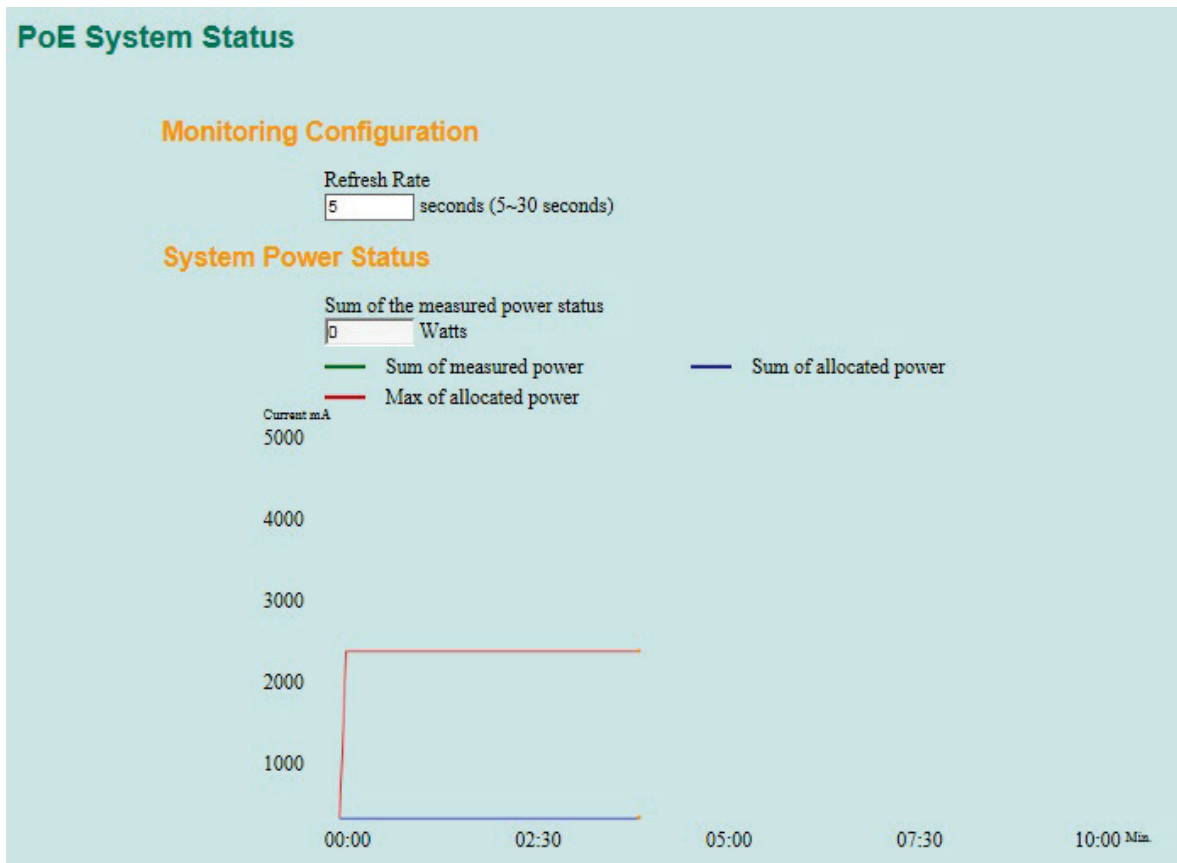 PoE System Status
Monitoring Configuration
Refresh Rate
5 seconds (5~30 seconds)
System Power Status
Sum of the measured power status
0 Watts
Sum of measured power Sum of allocated power
Max of allocated power
Current mA
5000
4000
3000
2000
1000
00:00 02:30 05:00 07:30 10:00 Min.